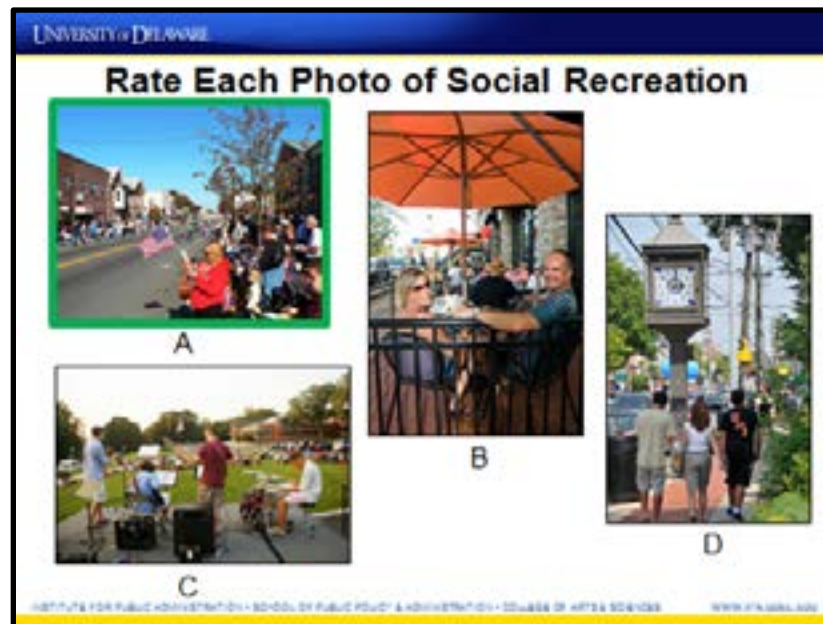 UNIVERSITY OF DELAWARE
Rate Each Photo of Social Recreation
A
B
C
D
INSTITUTE FOR PUBLIC ADMINISTRATION • SCHOOL OF PUBLIC POLICY & ADMINISTRATION • COLLEGE OF ARTS & SCIENCES